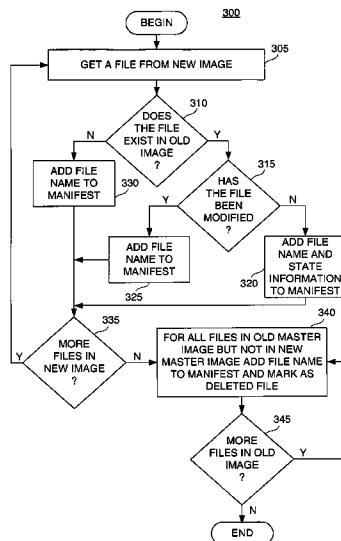 BEGIN
300
305
GET A FILE FROM NEW IMAGE
310
DOES
THE FILE
EXIST IN OLD
IMAGE
?
N
Y
330
ADD FILE
NAME TO
MANIFEST
315
HAS
THE FILE
BEEN
MODIFIED
?
Y
N
ADD FILE
NAME TO
MANIFEST
325
ADD FILE
NAME AND
STATE
INFORMATION
TO MANIFEST
320
335
MORE
FILES IN
NEW IMAGE
?
Y
N
340
FOR ALL FILES IN OLD MASTER
IMAGE BUT NOT IN NEW
MASTER IMAGE ADD FILE NAME
TO MANIFEST AND MARK AS
DELETED FILE
345
MORE
FILES IN OLD
IMAGE
?
Y
N
END